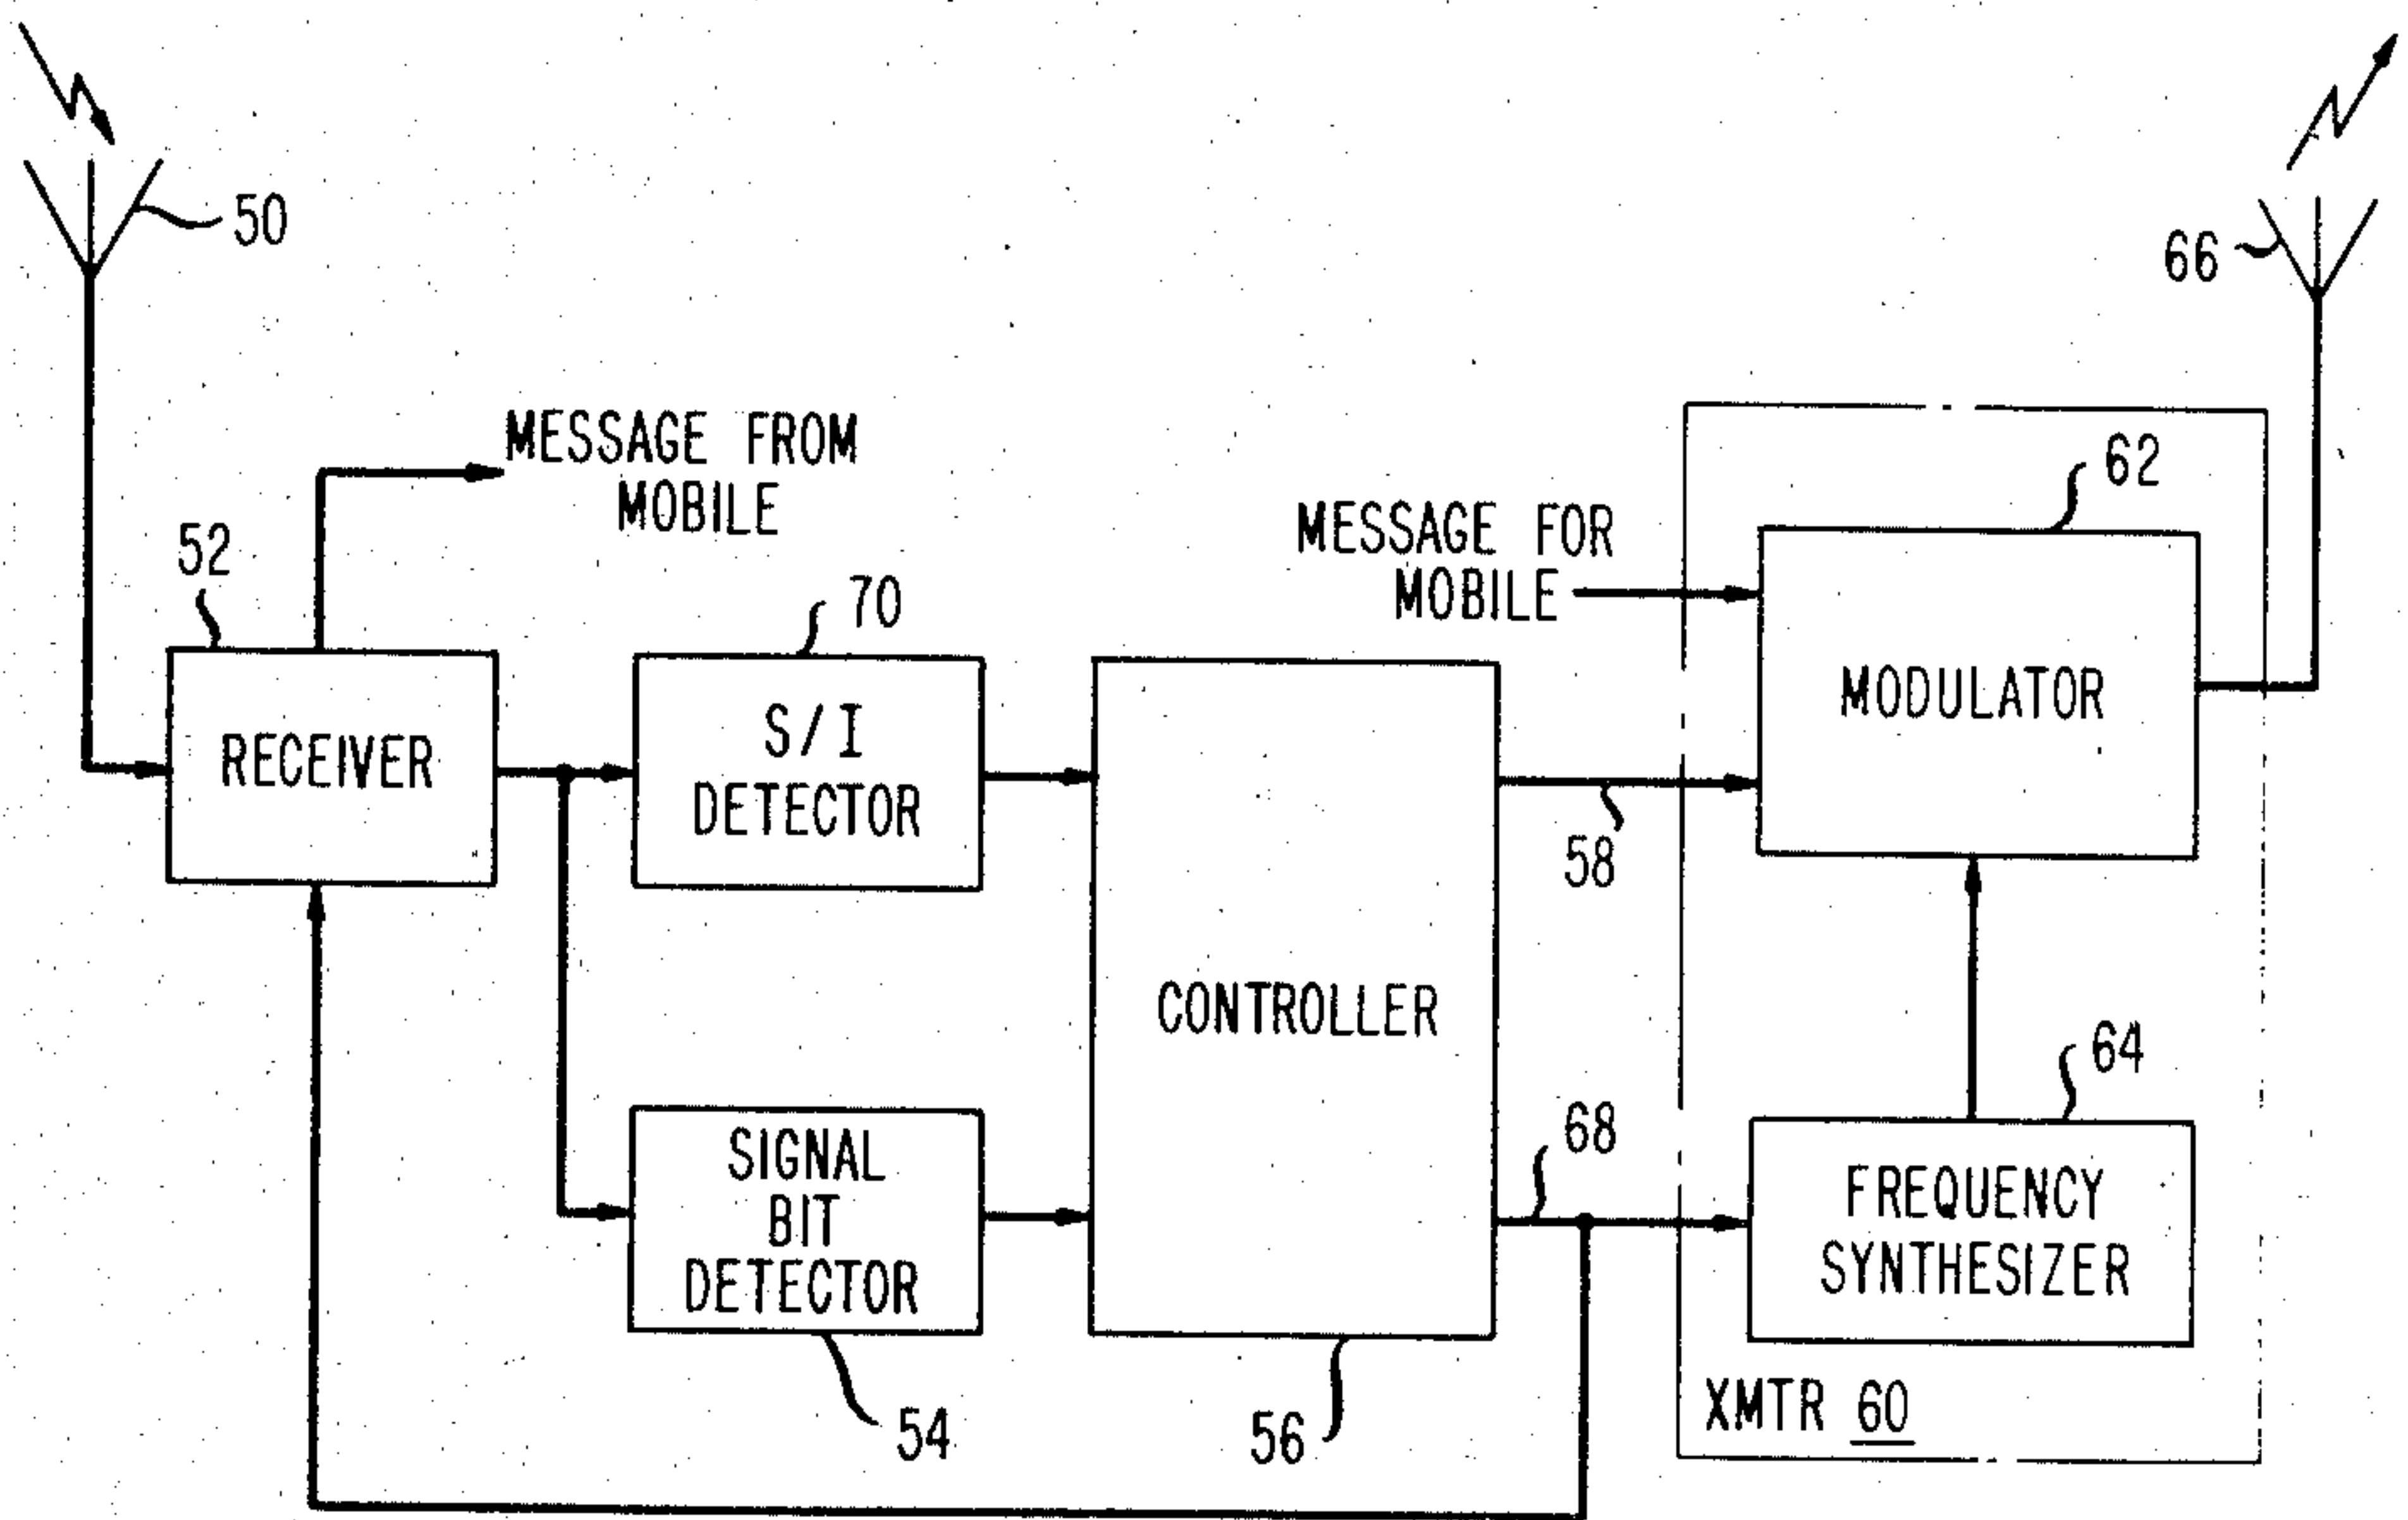 50
66
MESSAGE FROM
MOBILE
62
52
MESSAGE FOR
MOBILE
70
RECEIVER
S/I
DETECTOR
MODULATOR
58
CONTROLLER
64
68
SIGNAL
BIT
DETECTOR
FREQUENCY
SYNTHESIZER
54
56
XMTR 60